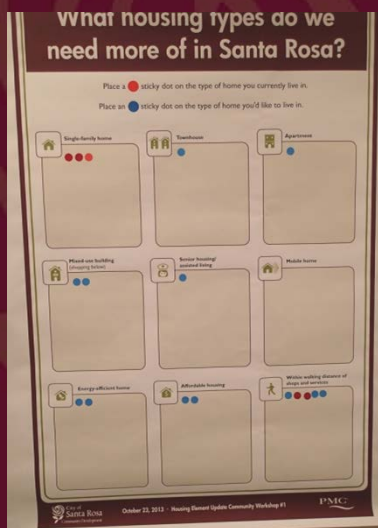 What housing types do we
need more of in Santa Rosa?
Place a sticky dot on the type of home you currently live in.
Place an sticky dot on the type of home you'd like to live in.
Single-family home
Townhouse
Apartment
Mixed-use building
(shopping below)
Senior housing/
assisted living
Mobile home
Energy-efficient home
Affordable housing
Within walking distance of
shops and services
City of
Santa Rosa
Community Development
October 23, 2013 · Housing Element Update Community Workshop #1
PMC